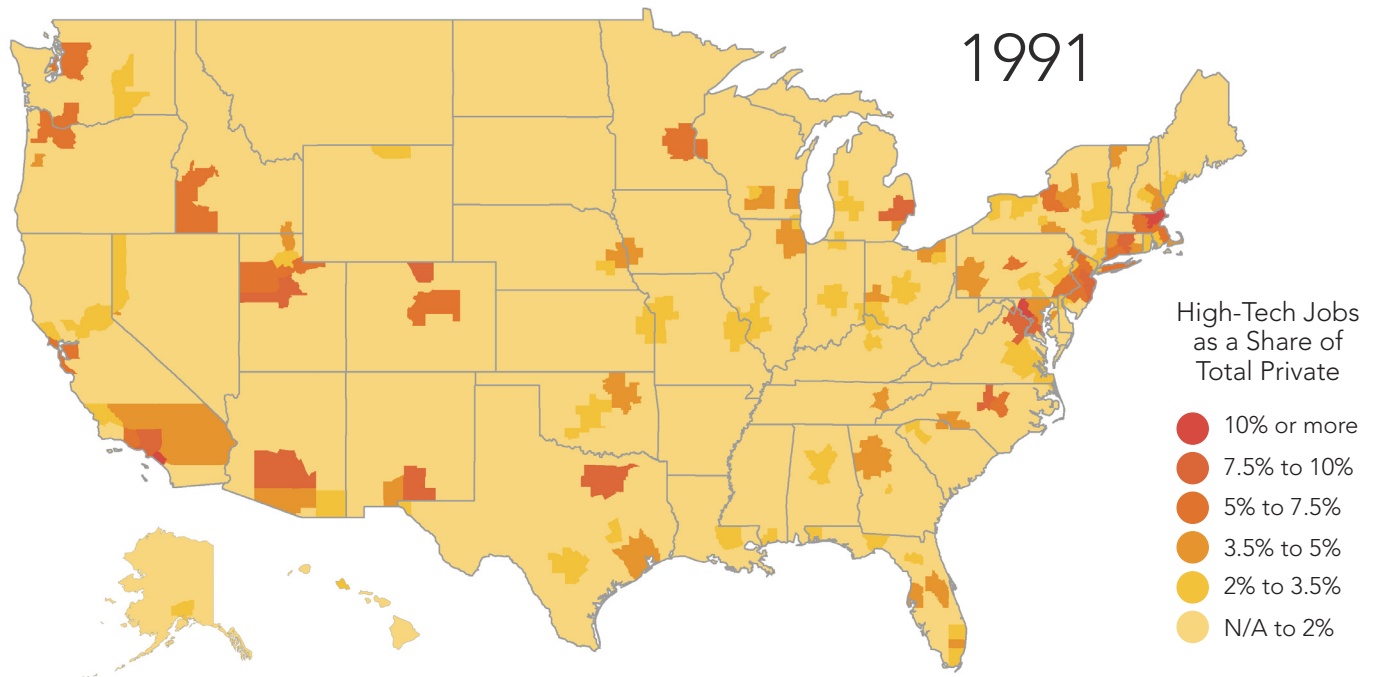 1991
High-Tech Jobs
as a Share of
Total Private
10% or more
7.5% to 10%
5% to 7.5%
3.5% to 5%
2% to 3.5%
N/A to 2%